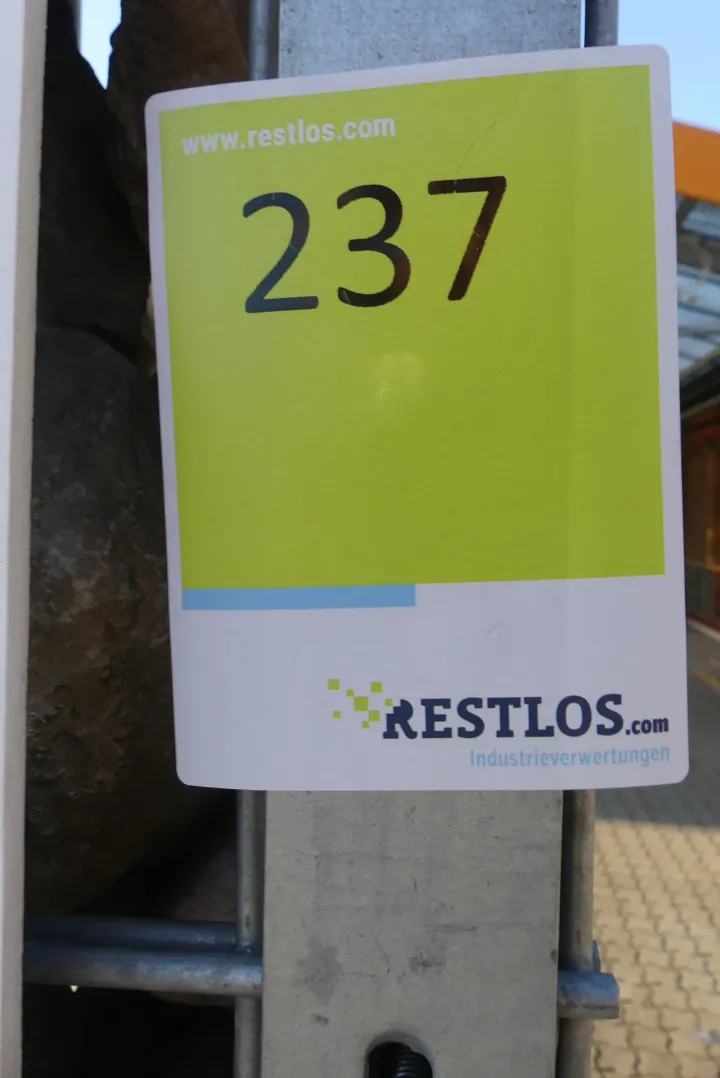 www.restlos.com
237
RESTLOS.com
Industrieverwertungen